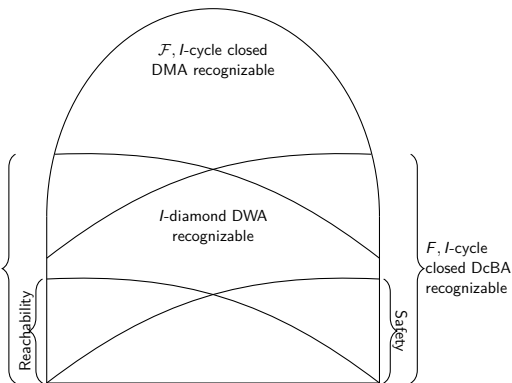 ℱ, I-cycle closed
DMA recognizable
I-diamond DWA
recognizable
F, I-cycle
closed DcBA
recognizable
Reachability
Safety